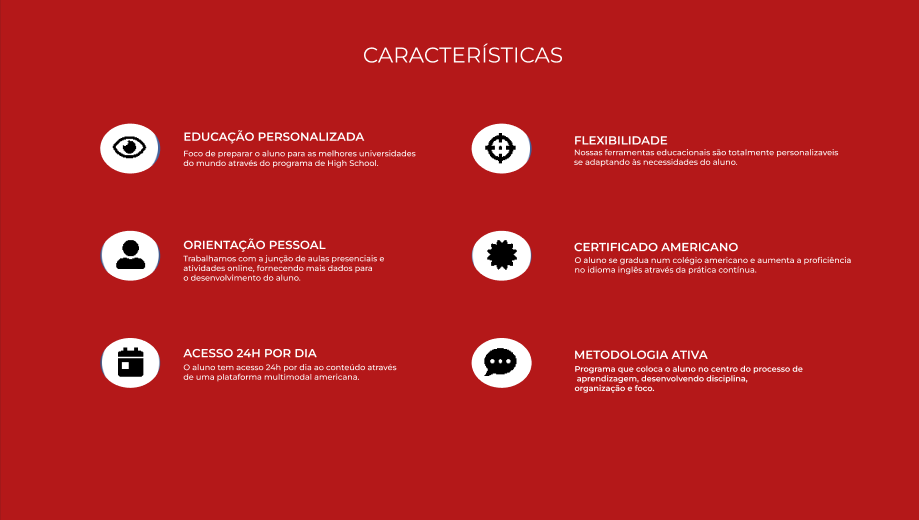 CARACTERÍSTICAS
EDUCAÇÃO PERSONALIZADA
Foco de preparar o aluno para as melhores universidades
do mundo através do programa de High School.
FLEXIBILIDADE
Nossas ferramentas educacionais são totalmente personalizaveis
se adaptando às necessidades do aluno.
ORIENTAÇÃO PESSOAL
Trabalhamos com a junção de aulas presenciais e
atividades online, fornecendo mais dados para
o desenvolvimento do aluno.
CERTIFICADO AMERICANO
O aluno se gradua num colégio americano e aumenta a proficiência
no idioma inglês através da prática contínua.
ACESSO 24H POR DIA
O aluno tem acesso 24h por dia ao conteúdo através
de uma plataforma multimodal americana.
METODOLOGIA ATIVA
Programa que coloca o aluno no centro do processo de
aprendizagem, desenvolvendo disciplina,
organização e foco.